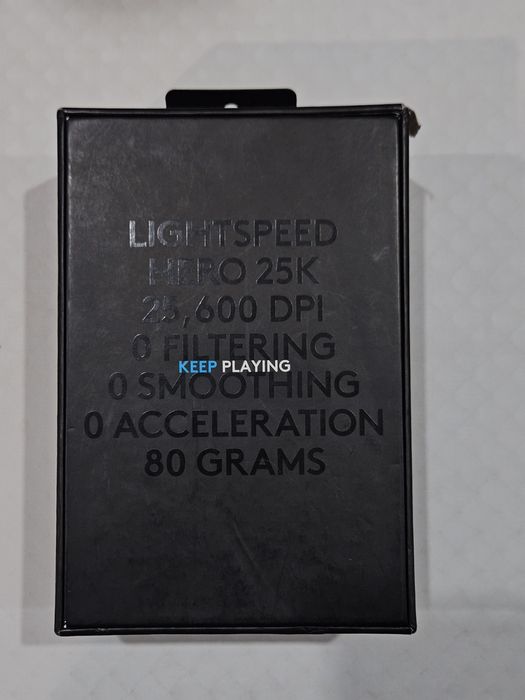 LIGHTSPEED
HERO 25K
25,600 DPI
0 FILTERING
KEEP PLAYING
0 SMOOTHING
0 ACCELERATION
80 GRAMS